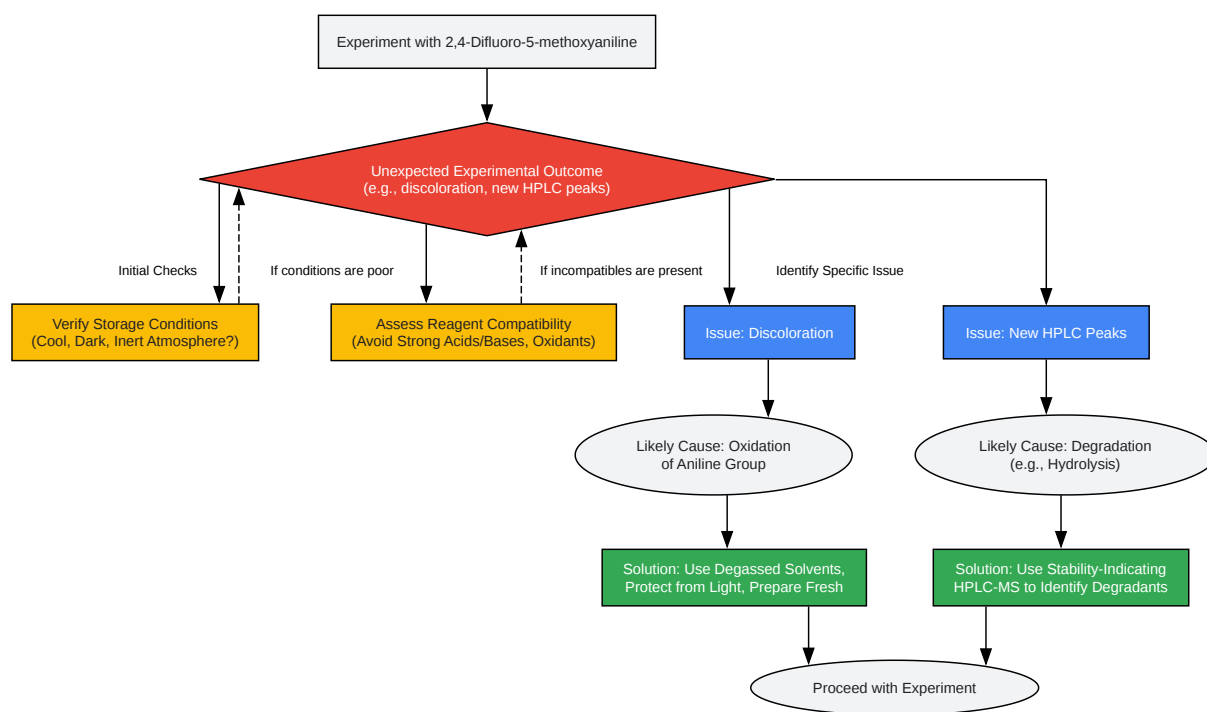 Experiment with 2,4-Difluoro-5-methoxyaniline
Unexpected Experimental Outcome
(e.g., discoloration, new HPLC peaks)
Initial Checks
If conditions are poor
If incompatibles are present
Identify Specific Issue
Verify Storage Conditions
(Cool, Dark, Inert Atmosphere?)
Assess Reagent Compatibility
(Avoid Strong Acids/Bases, Oxidants)
Issue: Discoloration
Issue: New HPLC Peaks
Likely Cause: Oxidation
of Aniline Group
Likely Cause: Degradation
(e.g., Hydrolysis)
Solution: Use Degassed Solvents,
Protect from Light, Prepare Fresh
Solution: Use Stability-Indicating
HPLC-MS to Identify Degradants
Proceed with Experiment